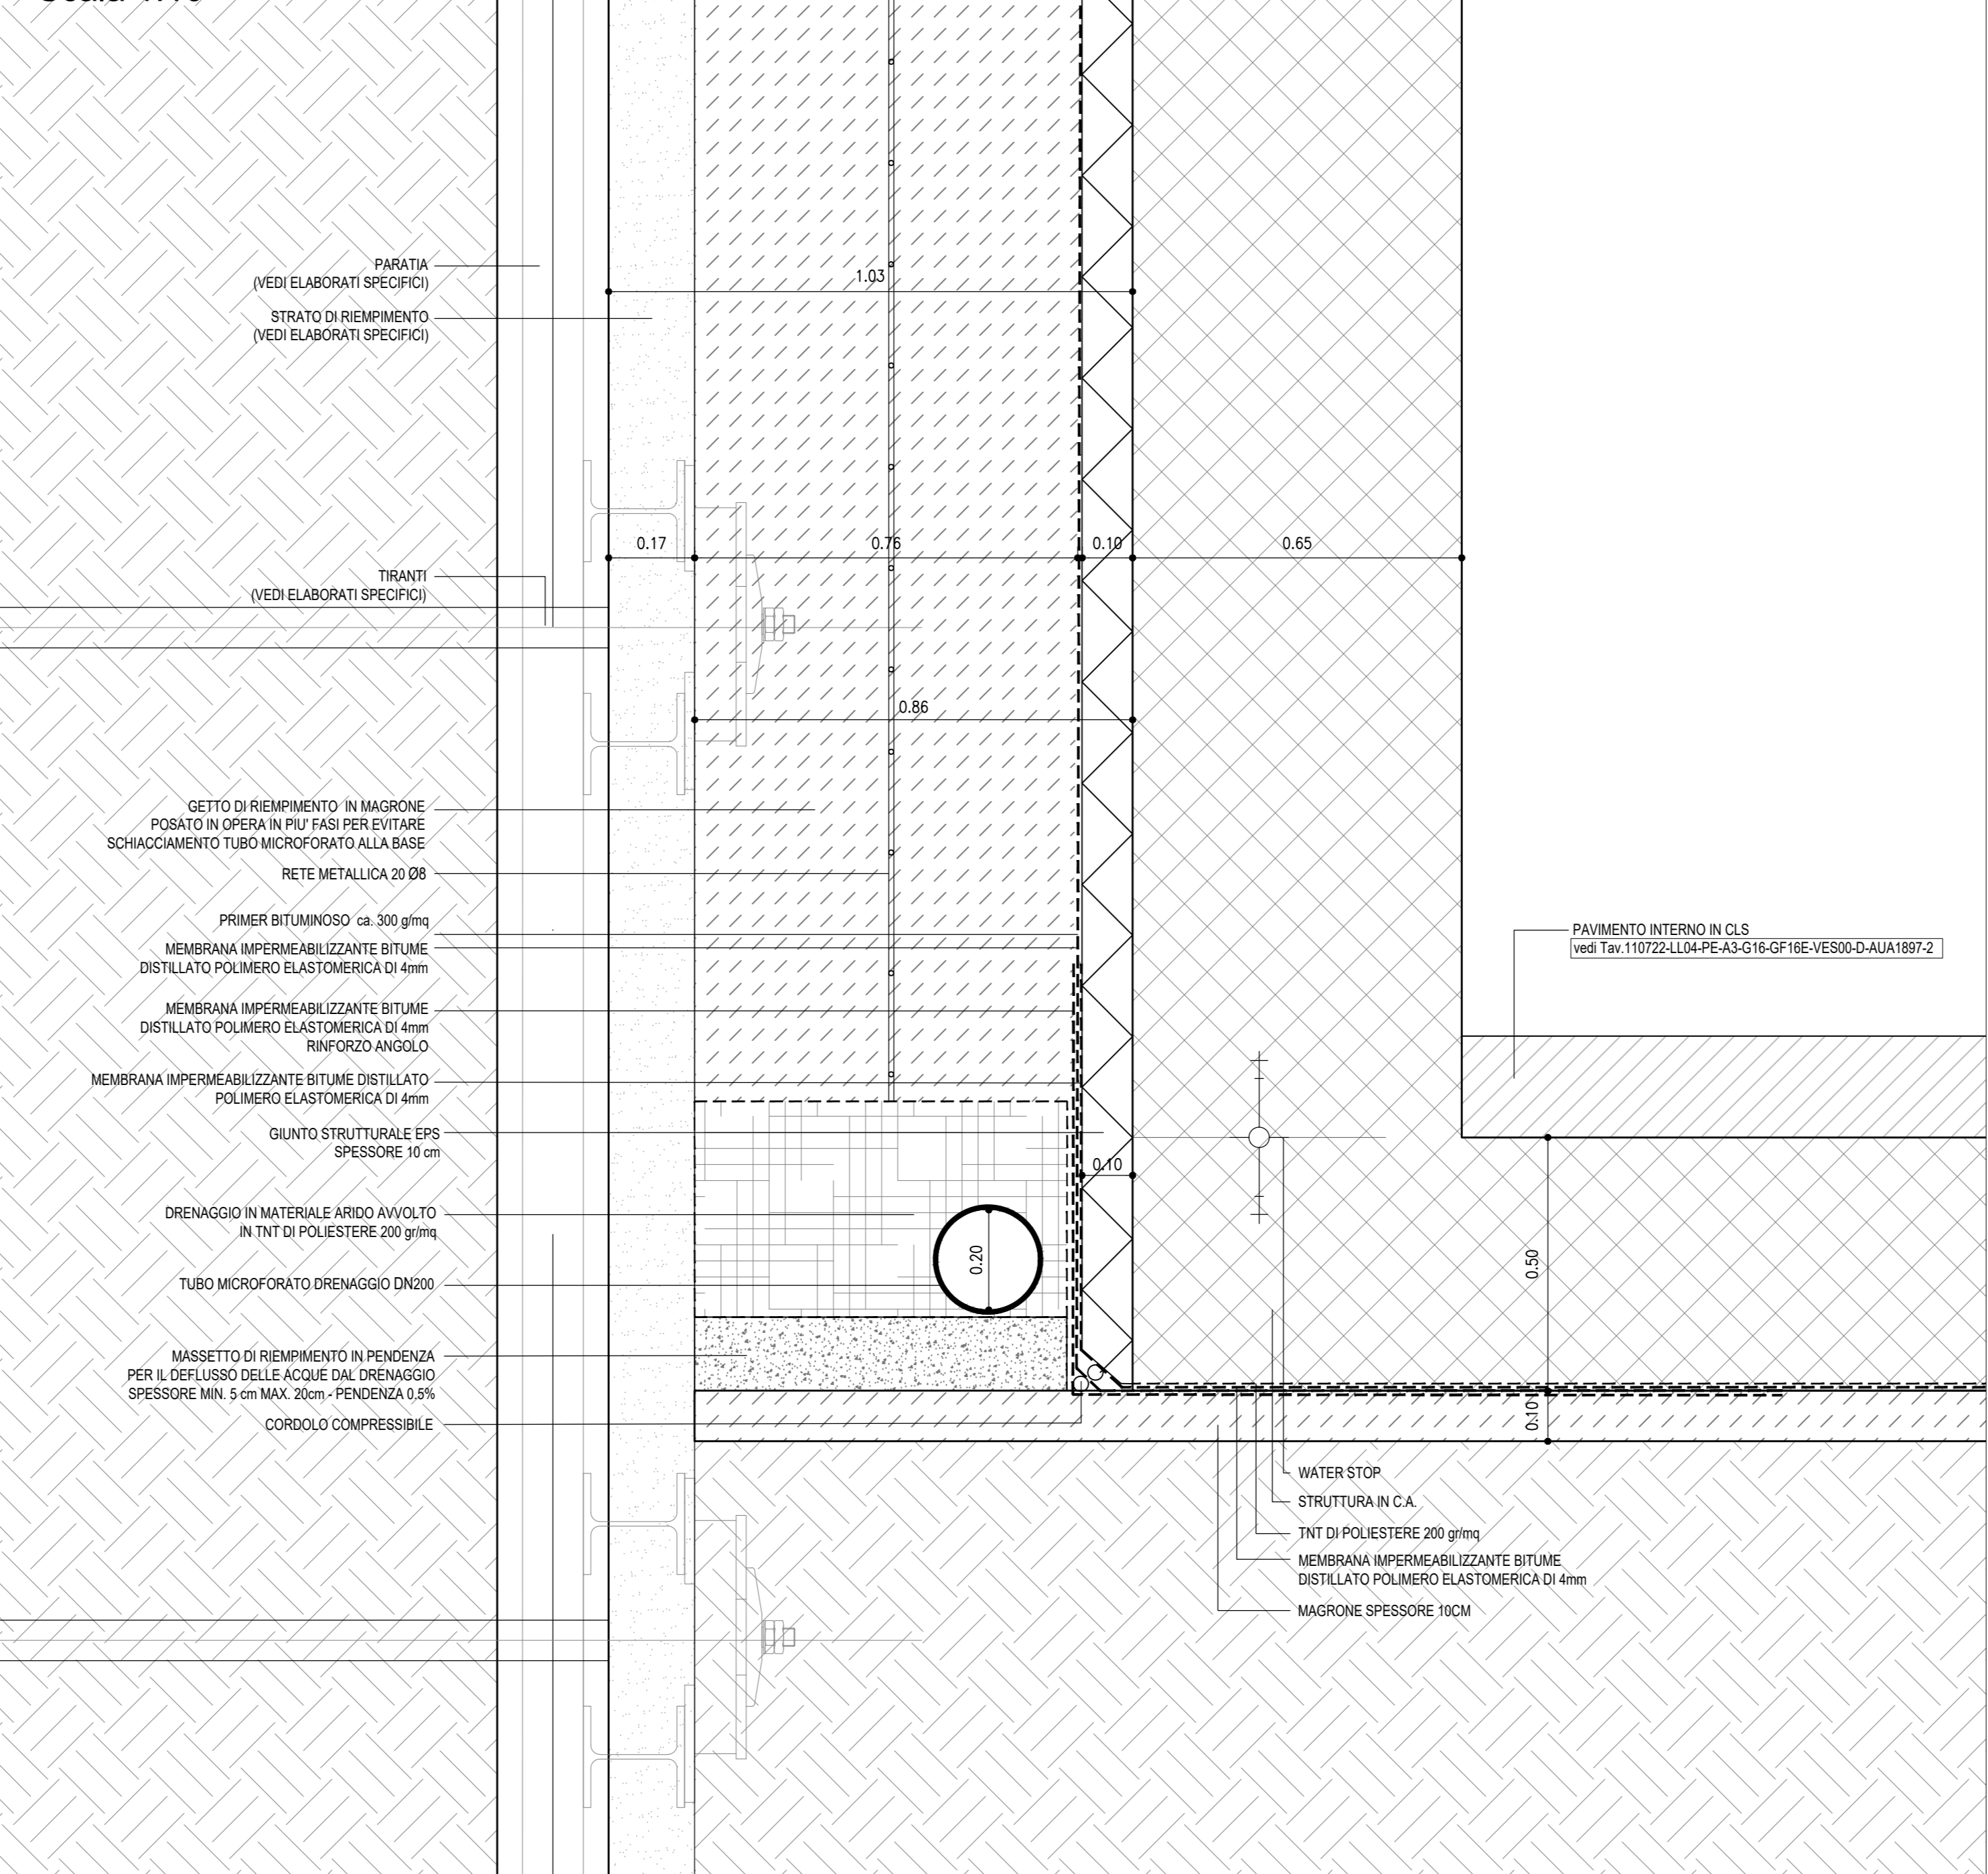 PARATIA
(VEDI ELABORATI SPECIFICI)
STRATO DI RIEMPIMENTO
(VEDI ELABORATI SPECIFICI)
1.03
0.17
0.76
0.10
0.65
TIRANTI
(VEDI ELABORATI SPECIFICI)
0.86
GETTO DI RIEMPIMENTO IN MAGRONE
POSATO IN OPERA IN PIU' FASI PER EVITARE
SCHIACCIAMENTO TUBO MICROFORATO ALLA BASE
RETE METALLICA 20 Ø8
PRIMER BITUMINOSO ca. 300 g/mq
MEMBRANA IMPERMEABILIZZANTE BITUME
DISTILLATO POLIMERO ELASTOMERICA DI 4mm
MEMBRANA IMPERMEABILIZZANTE BITUME
DISTILLATO POLIMERO ELASTOMERICA DI 4mm
RINFORZO ANGOLO
MEMBRANA IMPERMEABILIZZANTE BITUME DISTILLATO
POLIMERO ELASTOMERICA DI 4mm
GIUNTO STRUTTURALE EPS
SPESSORE 10 cm
DRENAGGIO IN MATERIALE ARIDO AVVOLTO
IN TNT DI POLIESTERE 200 gr/mq
TUBO MICROFORATO DRENAGGIO DN200
MASSETTO DI RIEMPIMENTO IN PENDENZA
PER IL DEFLUSSO DELLE ACQUE DAL DRENAGGIO
SPESSORE MIN. 5 cm MAX. 20cm - PENDENZA 0.5%
CORDOLO COMPRESSIBILE
PAVIMENTO INTERNO IN CLS
vedi Tav.110722-LL04-PE-A3-G16-GF16E-VES00-D-AUA1897-2
0.10
0.20
0.50
0.10
WATER STOP
STRUTTURA IN C.A.
TNT DI POLIESTERE 200 gr/mq
MEMBRANA IMPERMEABILIZZANTE BITUME
DISTILLATO POLIMERO ELASTOMERICA DI 4mm
MAGRONE SPESSORE 10CM